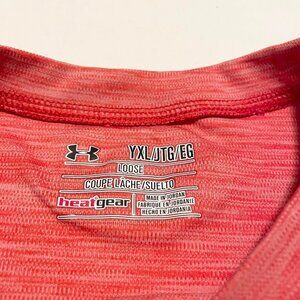 YXL/JTG/EG
LOOSE
COUPE LÂCHE/SUELTO
heatgear
MADE IN JORDAN
FABRIQUÉ EN JORDANIE
HECHO EN JORDANIA